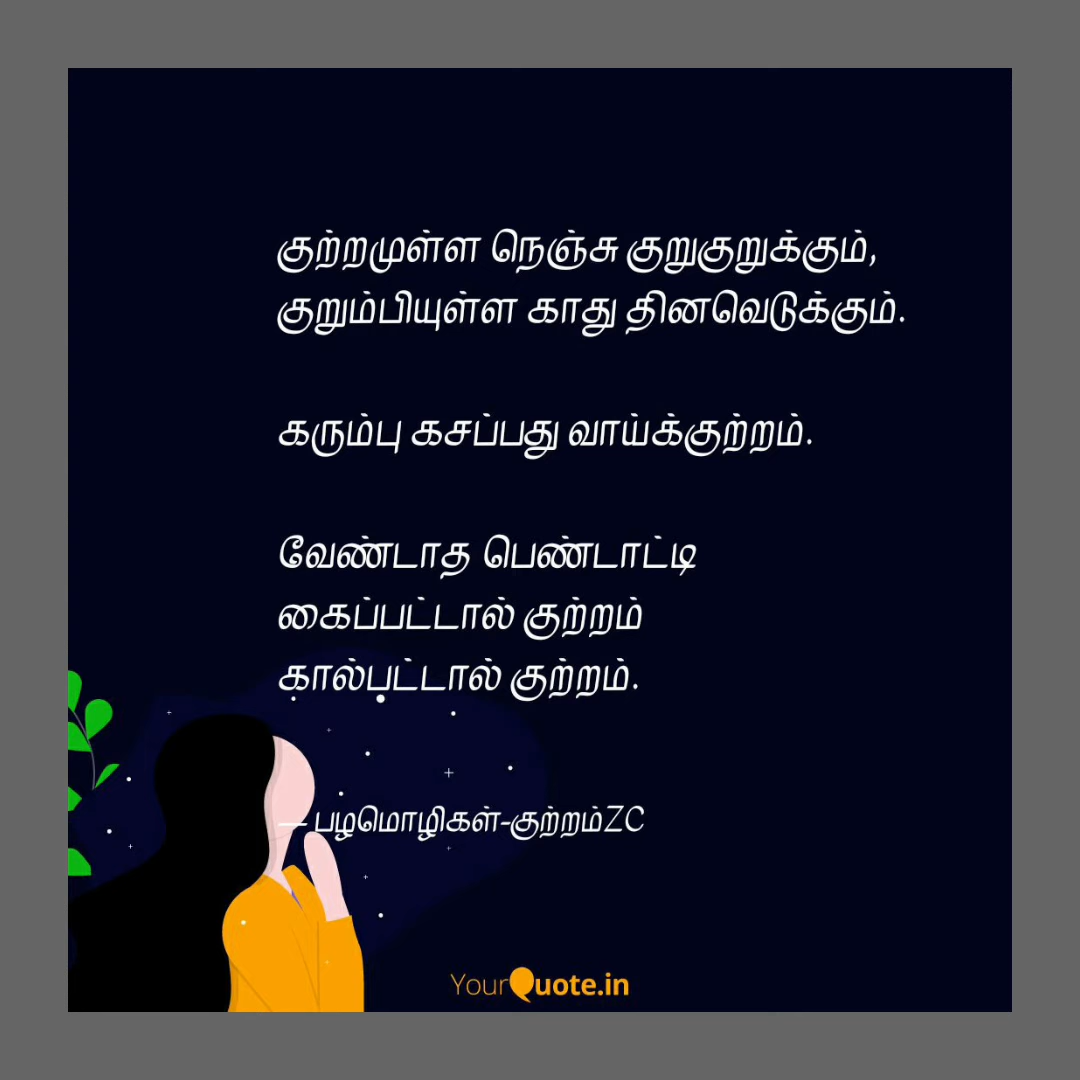 குற்றமுள்ள நெஞ்சு குறுகுறுக்கும்,
குறும்பியுள்ள காது தினவெடுக்கும்.
கரும்பு கசப்பது வாய்க்குற்றம்.
வேண்டாத பெண்டாட்டி
கைப்பட்டால் குற்றம்
கால்பட்டால் குற்றம்.
— பழமொழிகள்-குற்றம்ZC
YourQuote.in